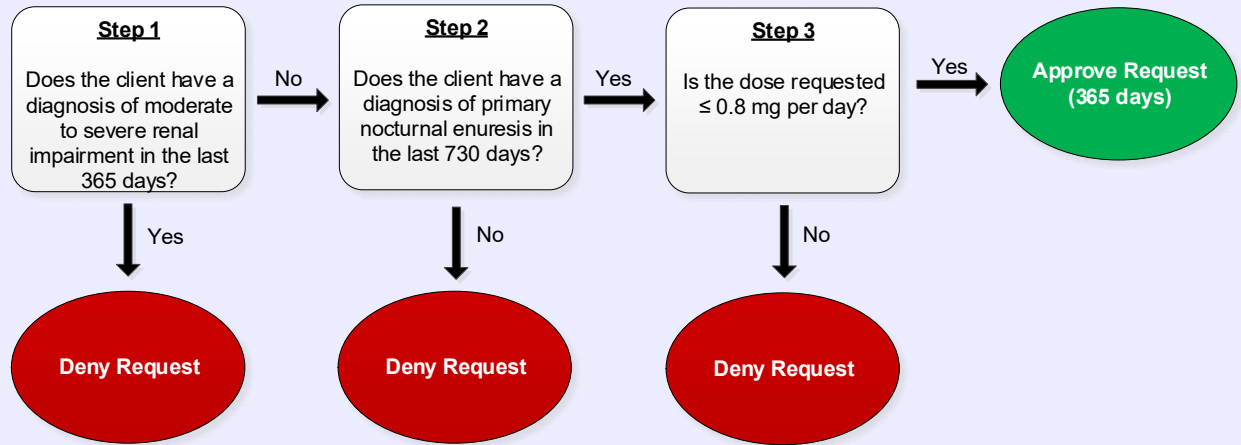 Step 1
Does the client have a
diagnosis of moderate
to severe renal
impairment in the last
365 days?
No
Yes
Deny Request
Step 2
Does the client have a
diagnosis of primary
nocturnal enuresis in
the last 730 days?
Yes
No
Deny Request
Step 3
Is the dose requested
≤ 0.8 mg per day?
Yes
No
Deny Request
Approve Request
(365 days)